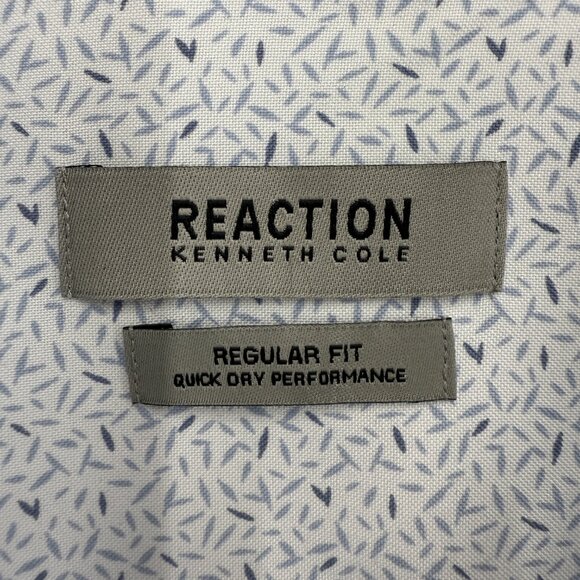 REACTION
KENNETH COLE
REGULAR FIT
QUICK DRY PERFORMANCE